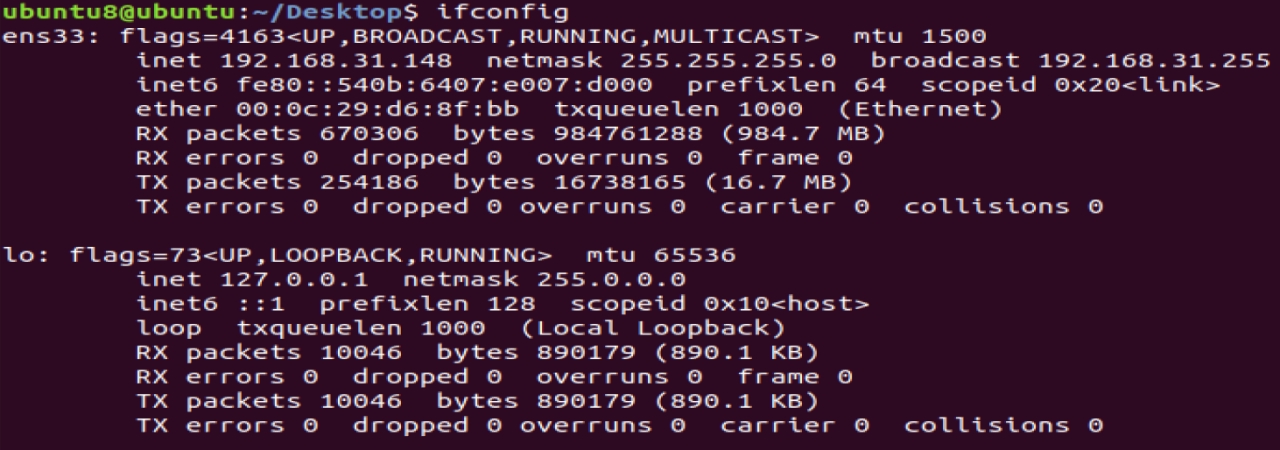 ubuntu8@ubuntu:~/Desktop$ ifconfig
ens33: flags=4163<UP,BROADCAST,RUNNING,MULTICAST>  mtu 1500
        inet 192.168.31.148  netmask 255.255.255.0  broadcast 192.168.31.255
        inet6 fe80::540b:6407:e007:d000  prefixlen 64  scopeid 0x20<link>
        ether 00:0c:29:d6:8f:bb  txqueuelen 1000  (Ethernet)
        RX packets 670306  bytes 984761288 (984.7 MB)
        RX errors 0  dropped 0  overruns 0  frame 0
        TX packets 254186  bytes 16738165 (16.7 MB)
        TX errors 0  dropped 0 overruns 0  carrier 0  collisions 0

lo: flags=73<UP,LOOPBACK,RUNNING>  mtu 65536
        inet 127.0.0.1  netmask 255.0.0.0
        inet6 ::1  prefixlen 128  scopeid 0x10<host>
        loop  txqueuelen 1000  (Local Loopback)
        RX packets 10046  bytes 890179 (890.1 KB)
        RX errors 0  dropped 0  overruns 0  frame 0
        TX packets 10046  bytes 890179 (890.1 KB)
        TX errors 0  dropped 0 overruns 0  carrier 0  collisions 0